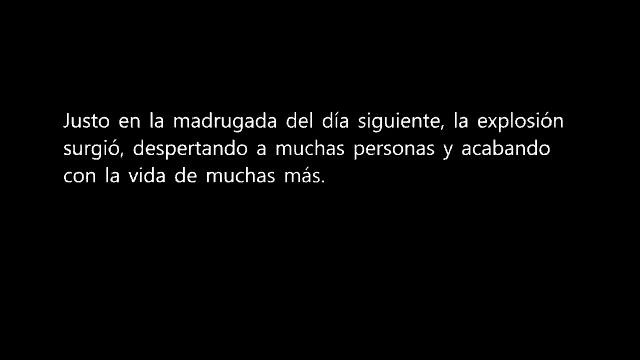 Justo en la madrugada del día siguiente, la explosión
surgió, despertando a muchas personas y acabando
con la vida de muchas más.